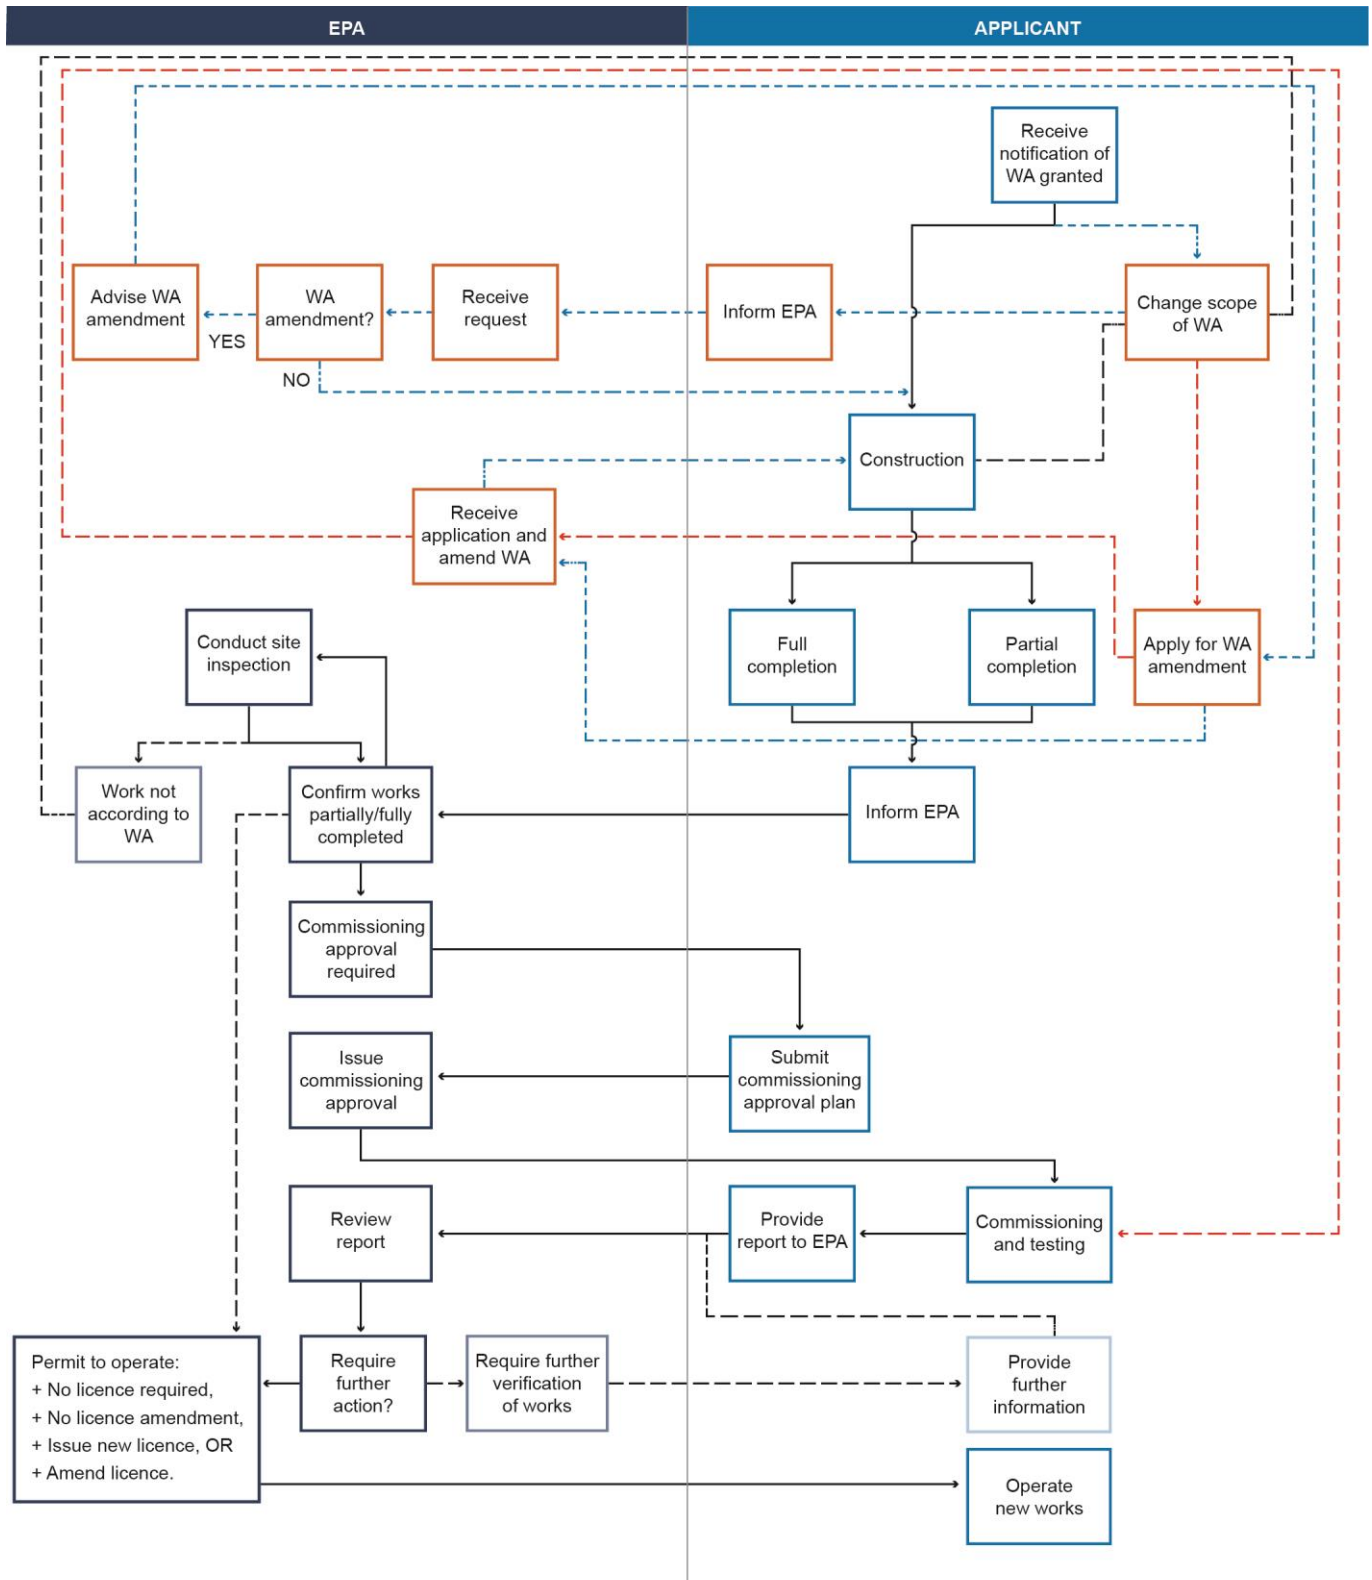 EPA
APPLICANT
Receive
notification of
WA granted
Advise WA
amendment
YES
WA
amendment?
NO
Receive
request
Inform EPA
Change scope
of WA
Construction
Receive
application and
amend WA
Conduct site
inspection
Full
completion
Partial
completion
Apply for WA
amendment
Work not
according to
WA
Confirm works
partially/fully
completed
Inform EPA
Commissioning
approval
required
Issue
commissioning
approval
Submit
commissioning
approval plan
Review
report
Provide
report to EPA
Commissioning
and testing
Permit to operate:
+ No licence required,
+ No licence amendment,
+ Issue new licence, OR
+ Amend licence.
Require
further
action?
Require further
verification
of works
Provide
further
information
Operate
new works